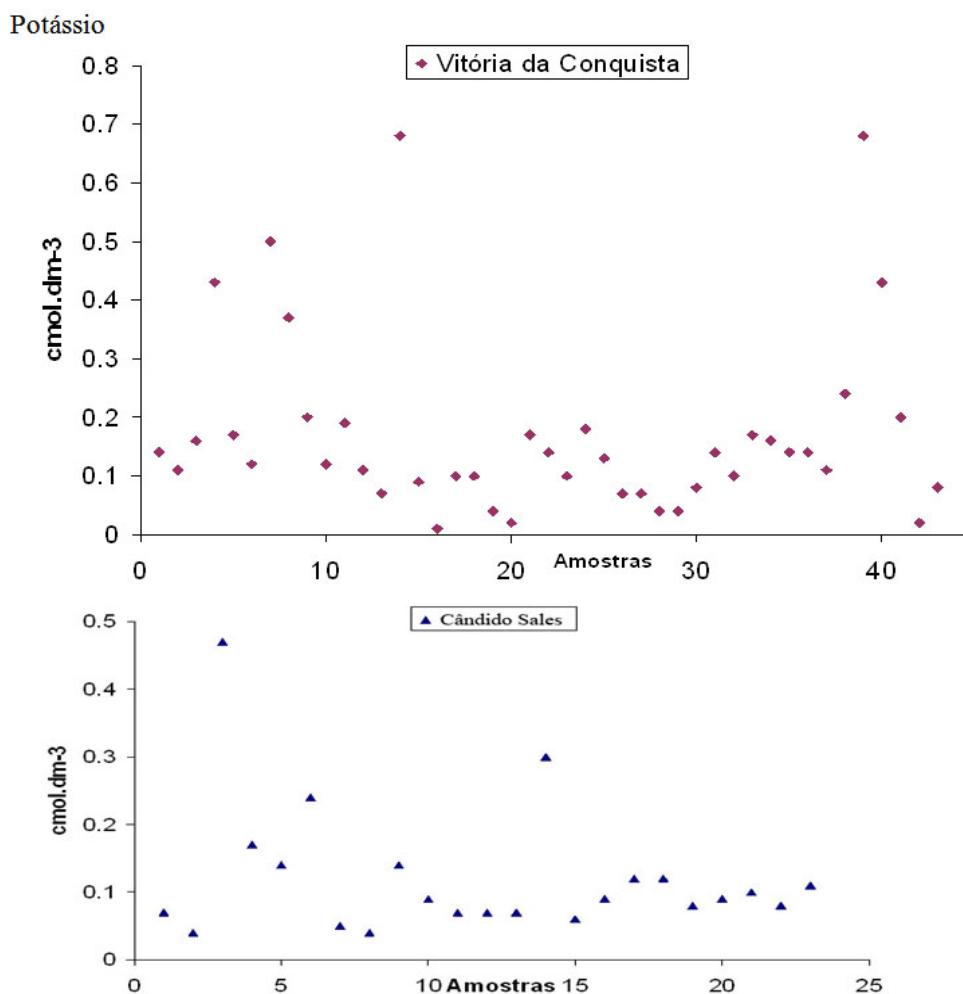 Potássio
Vitória da Conquista
0.8
0.7
0.6
0.5
0.4
0.3
0.2
0.1
0
cmol.dm-3
0 10 20 30 40
Amostras
Cândido Sales
0.5
0.4
0.3
0.2
0.1
0
cmol.dm-3
0 5 10 Amostras 15 20 25